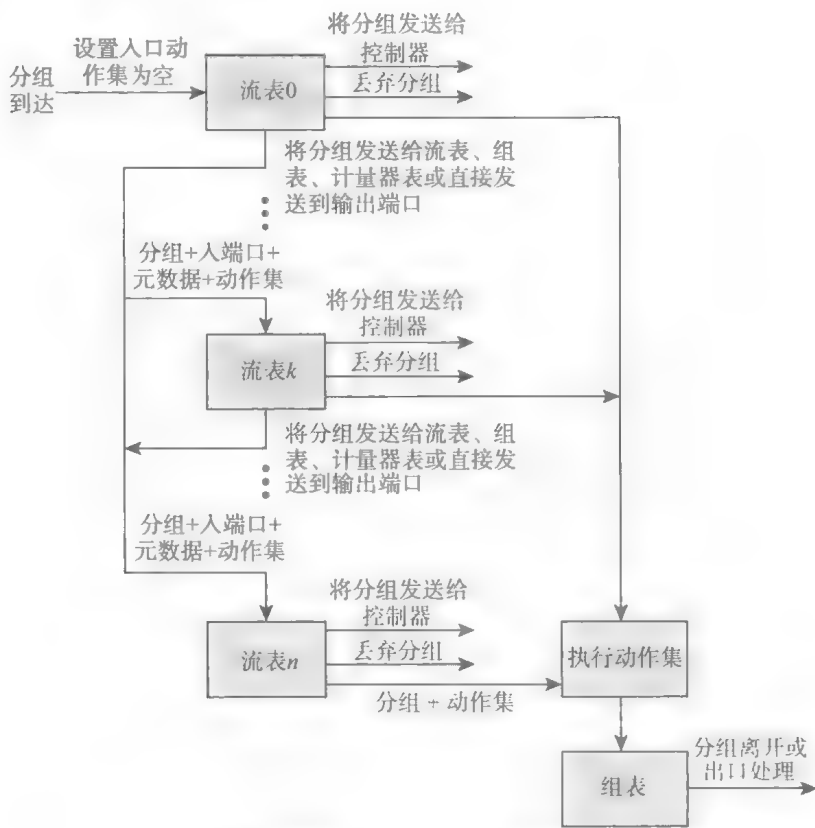 将分组发送给
控制器
设置入口动
作集为空
分组
到达
流表0
丢弃分组
将分组发送给流表、组
表、计量器表或直接发
送到输出端口
分组+入端口+
元数据+动作集
将分组发送给
控制器
流表k
丢弃分组
将分组发送给流表、组
表、计量器表或直接发
送到输出端口
分组+入端口+
元数据+动作集
将分组发送给
控制器
流表n
丢弃分组
执行动作集
分组 + 动作集
分组离开或
出口处理
组表